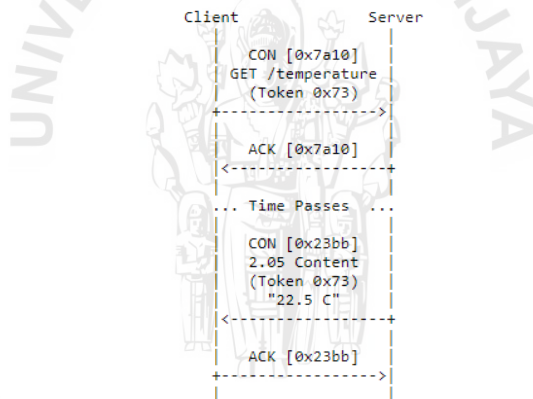 Client Server
CON [0x7a10]
GET /temperature
(Token 0x73)
ACK [0x7a10]
... Time Passes ...
CON [0x23bb]
2.05 Content
(Token 0x73)
"22.5 C"
ACK [0x23bb]